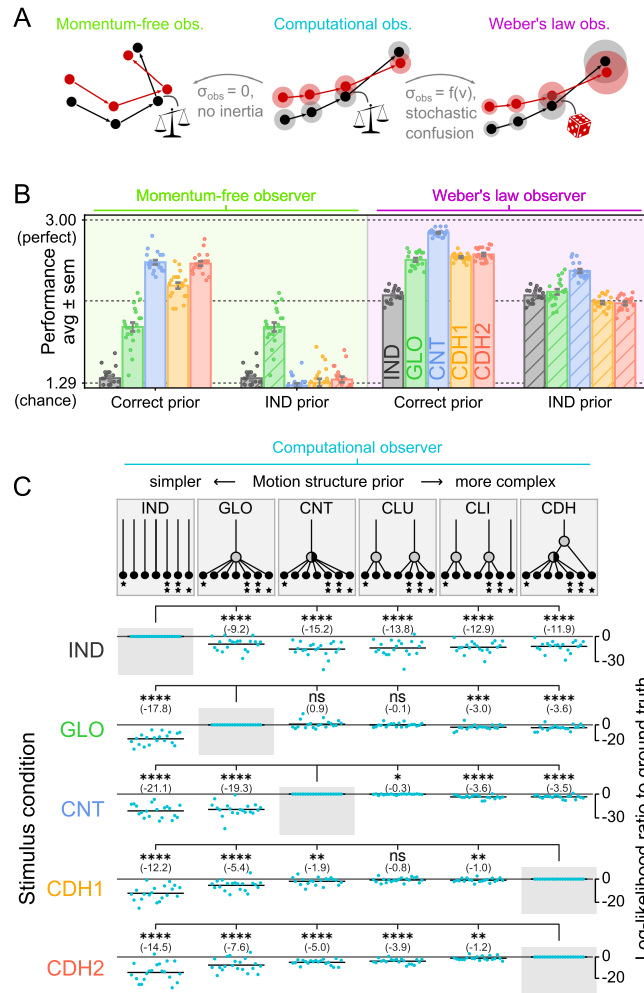 A
Momentum-free obs.
Computational obs.
Weber's law obs.
σobs = 0,
no inertia
σobs = f(v),
stochastic
confusion
B
Momentum-free observer
Weber's law observer
3.00
(perfect)
Performance
avg ± sem
1.29
(chance)
IND
GLO
CNT
CDH1
CDH2
Correct prior
IND prior
Correct prior
IND prior
Computational observer
C
simpler ← Motion structure prior → more complex
IND GLO CNT CLU CLI CDH
Stimulus condition
Log-likelihood ratio to ground truth
IND
**** **** **** **** ****
(-9.2) (-15.2) (-13.8) (-12.9) (-11.9)
0
-30
GLO
**** ns ns *** ****
(-17.8) (0.9) (-0.1) (-3.0) (-3.6)
0
-20
CNT
**** **** * **** ****
(-21.1) (-19.3) (-0.3) (-3.6) (-3.5)
0
-30
CDH1
**** **** ** ns **
(-12.2) (-5.4) (-1.9) (-0.8) (-1.0)
0
-20
CDH2
**** **** **** **** **
(-14.5) (-7.6) (-5.0) (-3.9) (-1.2)
0
-20